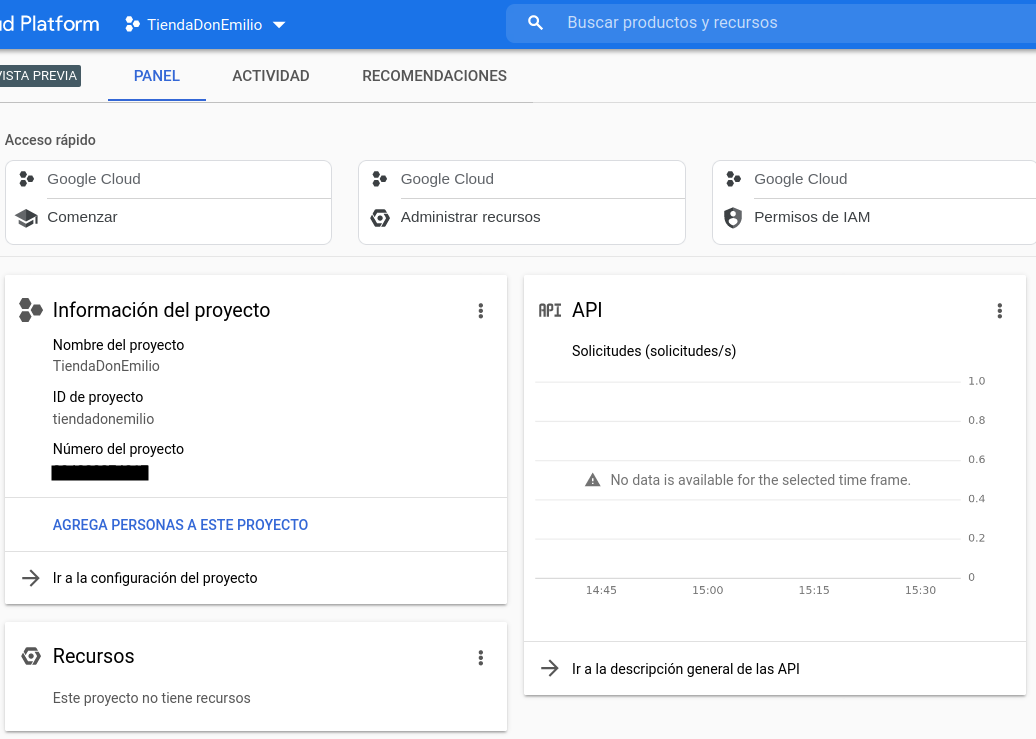 ud Platform
TiendaDonEmilio
Buscar productos y recursos
VISTA PREVIA
PANEL
ACTIVIDAD
RECOMENDACIONES
Acceso rápido
Google Cloud
Comenzar
Google Cloud
Administrar recursos
Google Cloud
Permisos de IAM
Información del proyecto
Nombre del proyecto
TiendaDonEmilio
ID de proyecto
tiendadonemilio
Número del proyecto
AGREGA PERSONAS A ESTE PROYECTO
Ir a la configuración del proyecto
Recursos
Este proyecto no tiene recursos
API API
Solicitudes (solicitudes/s)
1.0
0.8
0.6
No data is available for the selected time frame.
0.4
0.2
0
14:45 15:00 15:15 15:30
Ir a la descripción general de las API